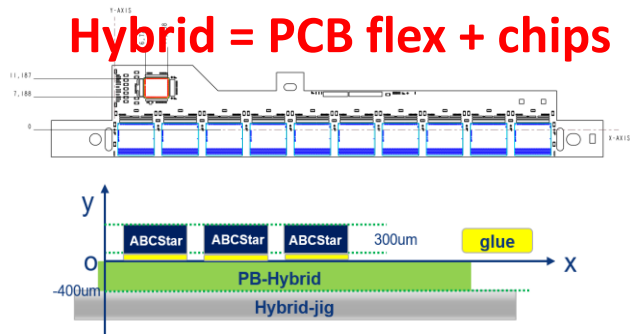 Y-AXIS
Hybrid = PCB flex + chips
11,187
7,188
0
X-AXIS
y
ABCStar ABCStar ABCStar 300um glue
O x
PB-Hybrid
-400um
Hybrid-jig